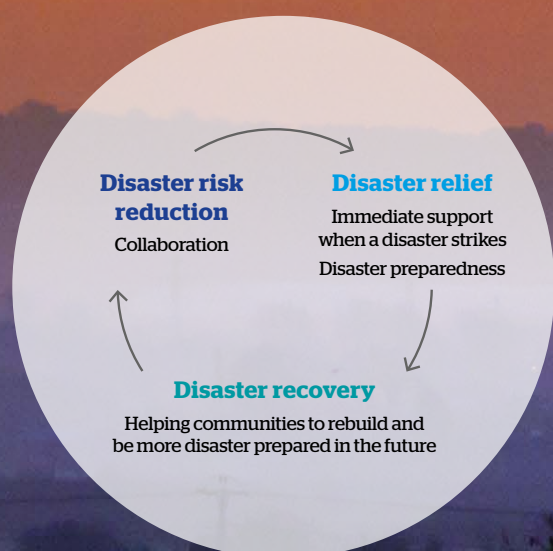 Disaster risk
reduction
Collaboration
Disaster relief
Immediate support
when a disaster strikes
Disaster preparedness
Disaster recovery
Helping communities to rebuild and
be more disaster prepared in the future